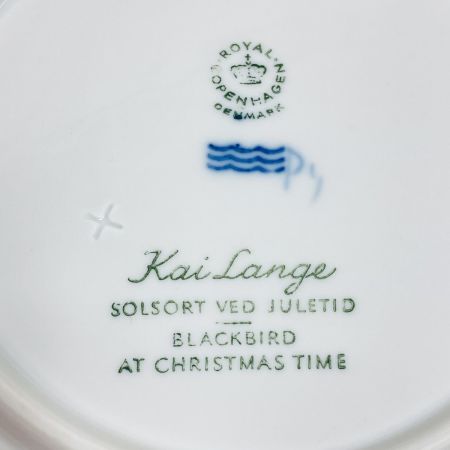 ROYAL COPENHAGEN
DENMARK
Kai Lange
SOLSORT VED JULETID
BLACKBIRD
AT CHRISTMAS TIME